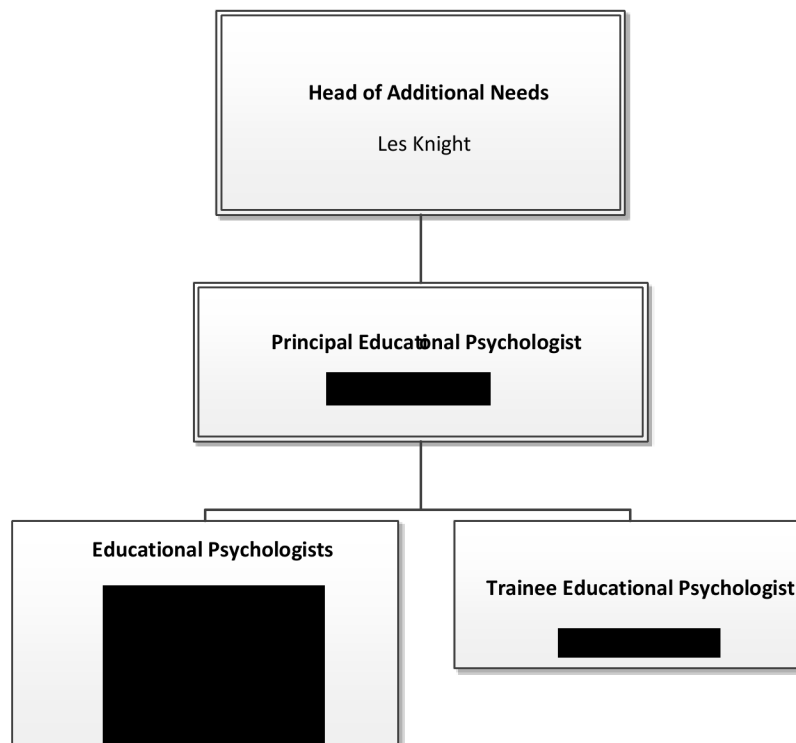 Head of Additional Needs
Les Knight
Principal Educational Psychologist
Educational Psychologists
Trainee Educational Psychologist